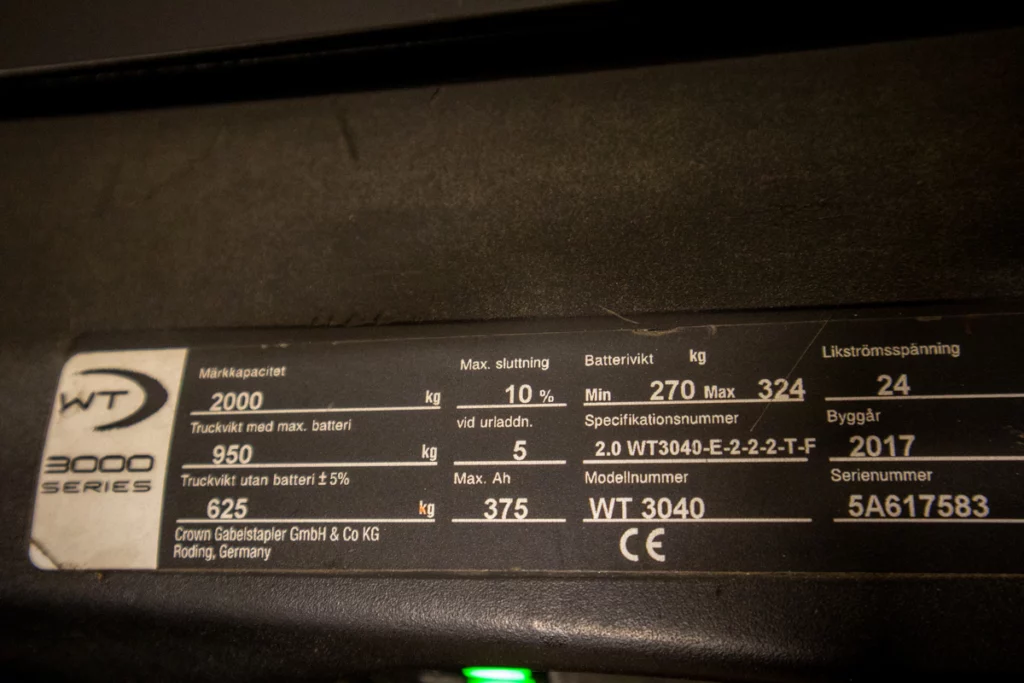 WT
3000
SERIES
Märkkapacitet
2000 kg
Truckvikt med max. batteri
950 kg
Truckvikt utan batteri ± 5%
625 kg
Crown Gabelstapler GmbH & Co KG
Roding, Germany
Max. sluttning
10 %
vid urladdn.
5
Max. Ah
375
Batterivikt kg
Min 270 Max 324
Specifikationsnummer
2.0 WT3040-E-2-2-2-T-F
Modellnummer
WT 3040
CE
Likströmsspänning
24
Byggår
2017
Serienummer
5A617583